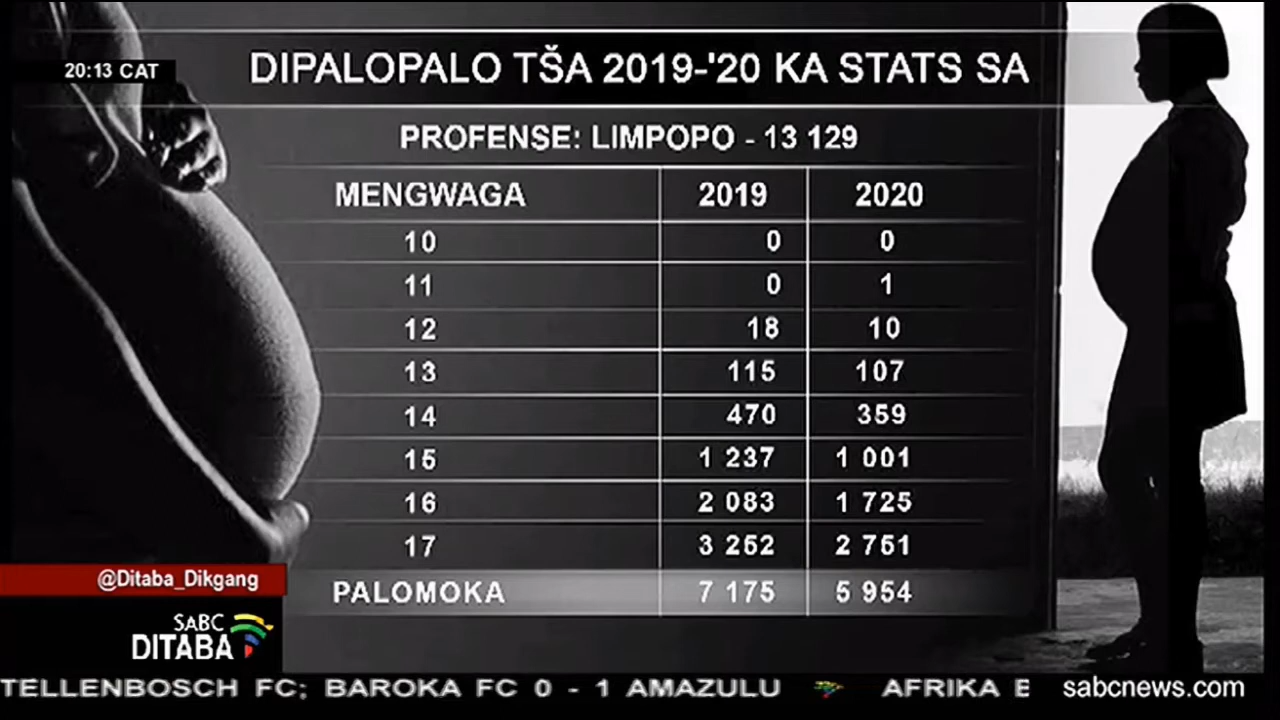 20:13 CAT
DIPALOPALO TŠA 2019-'20 KA STATS SA
PROFENSE: LIMPOPO - 13 129
MENGWAGA 2019 2020
10 0 0
11 0 1
12 18 10
13 115 107
14 470 359
15 1 237 1 001
16 2 083 1 725
17 3 252 2 751
PALOMOKA 7 175 5 954
@Ditaba_Dikgang
SABC
DITABA
TELLENBOSCH FC; BAROKA FC 0 - 1 AMAZULU AFRIKA E sabcnews.com